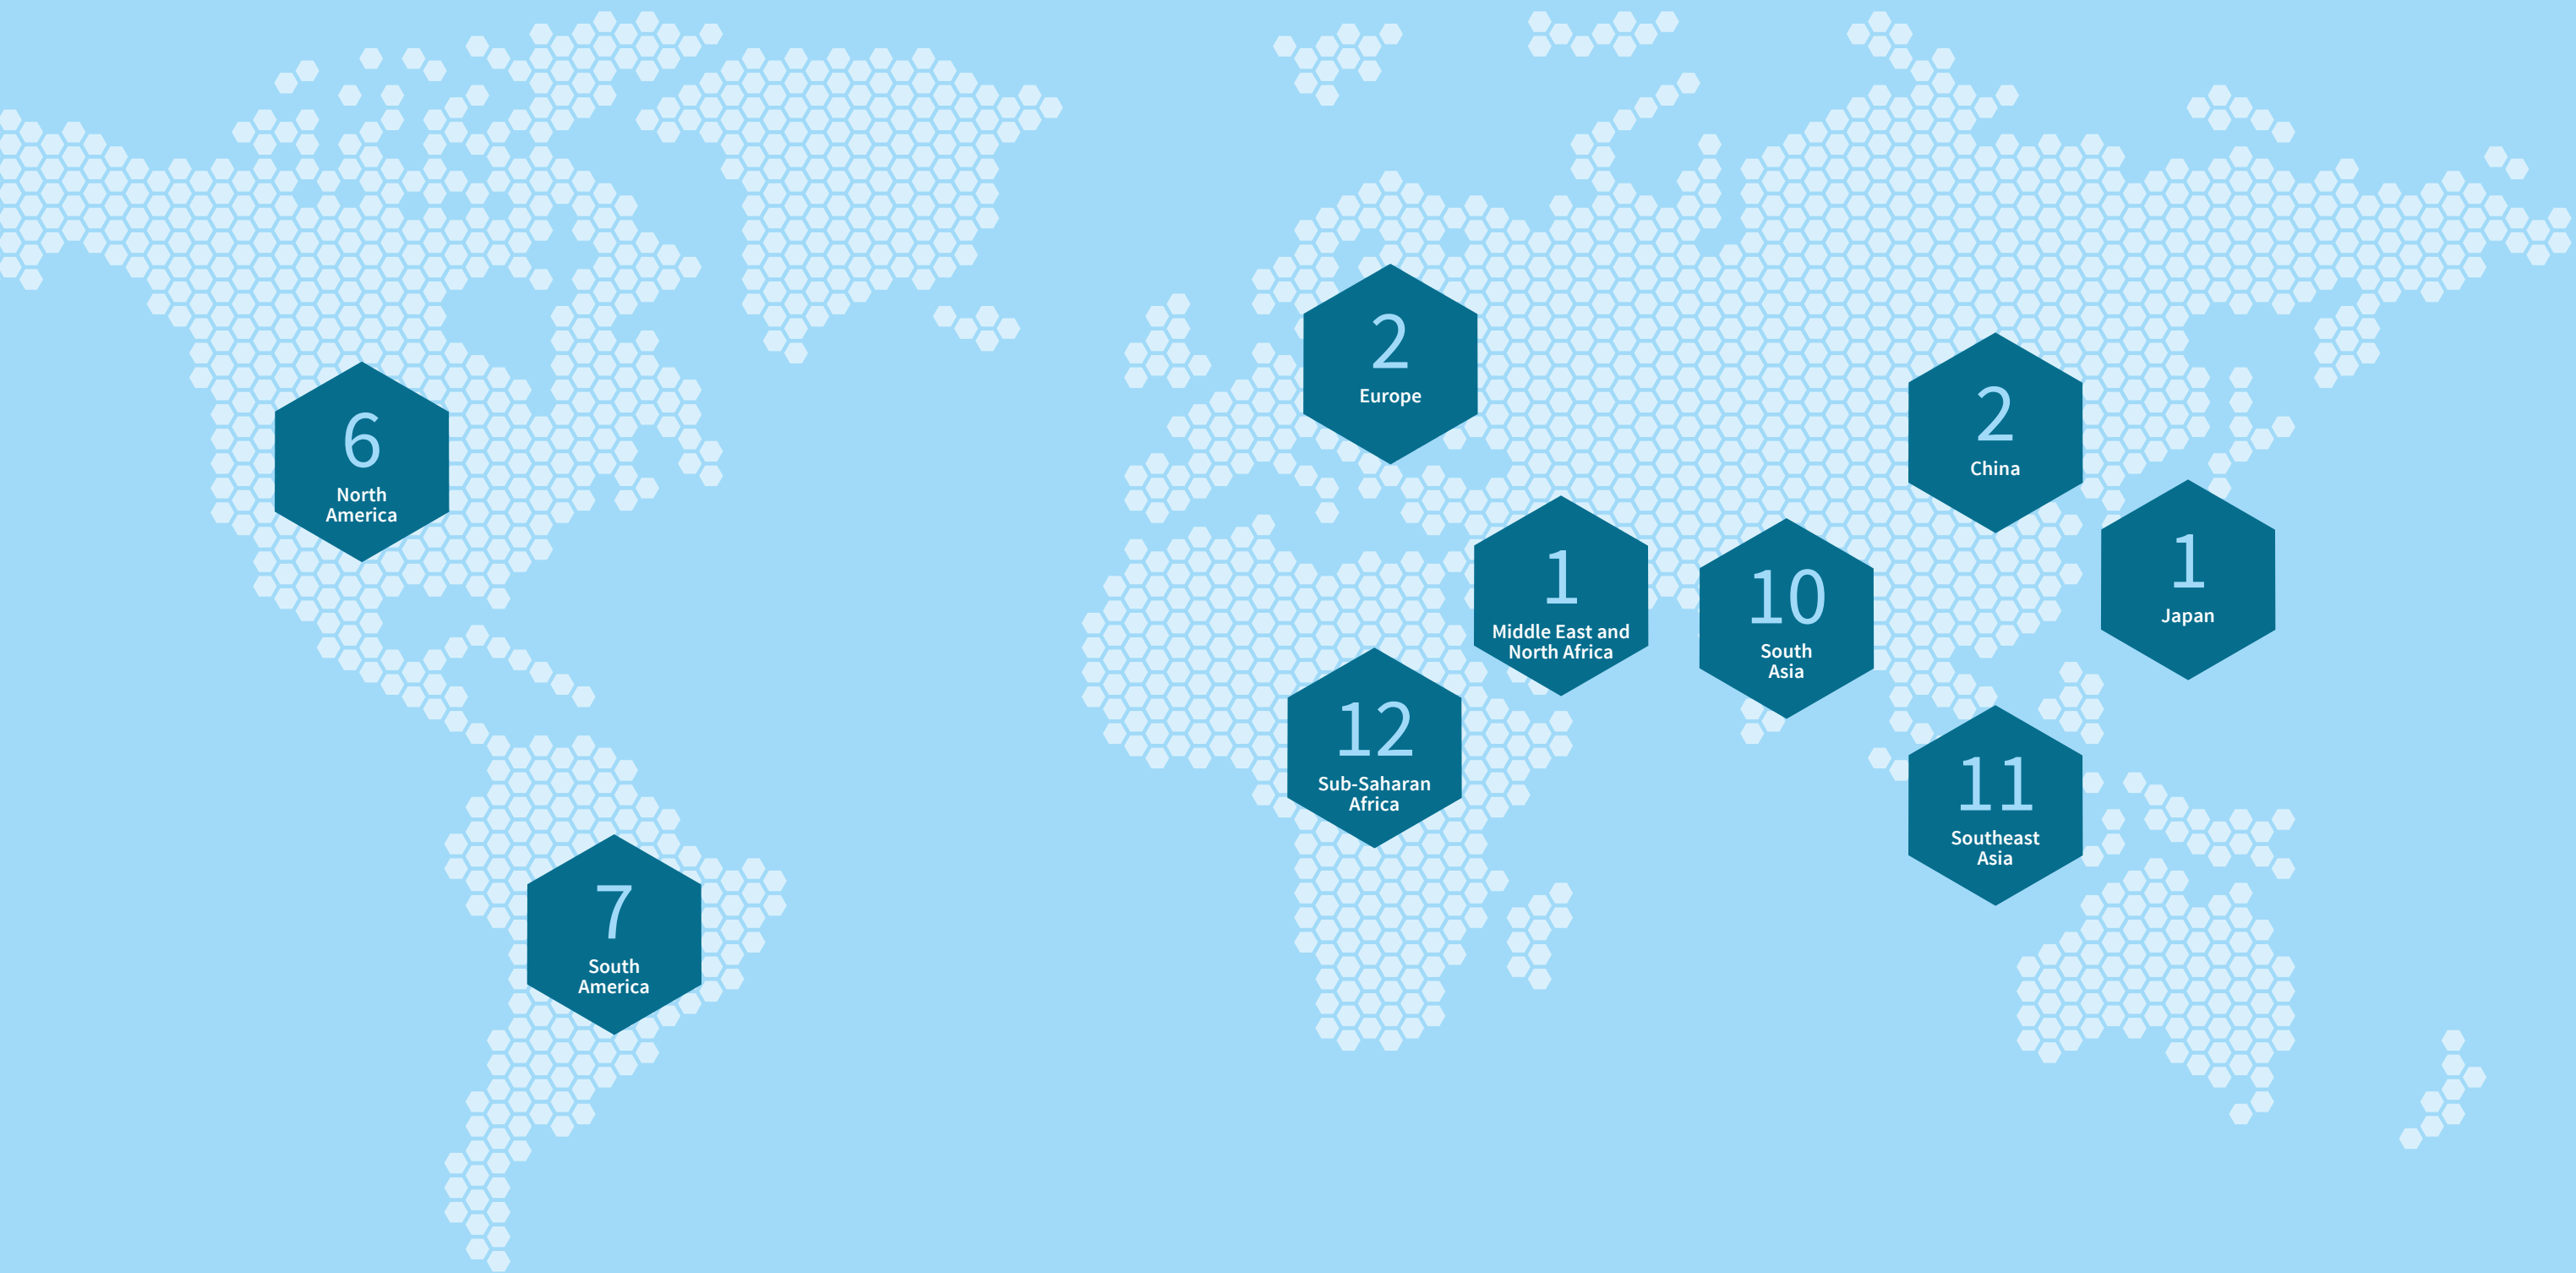 6
North
America
7
South
America
2
Europe
12
Sub-Saharan
Africa
1
Middle East and
North Africa
10
South
Asia
2
China
11
Southeast
Asia
1
Japan